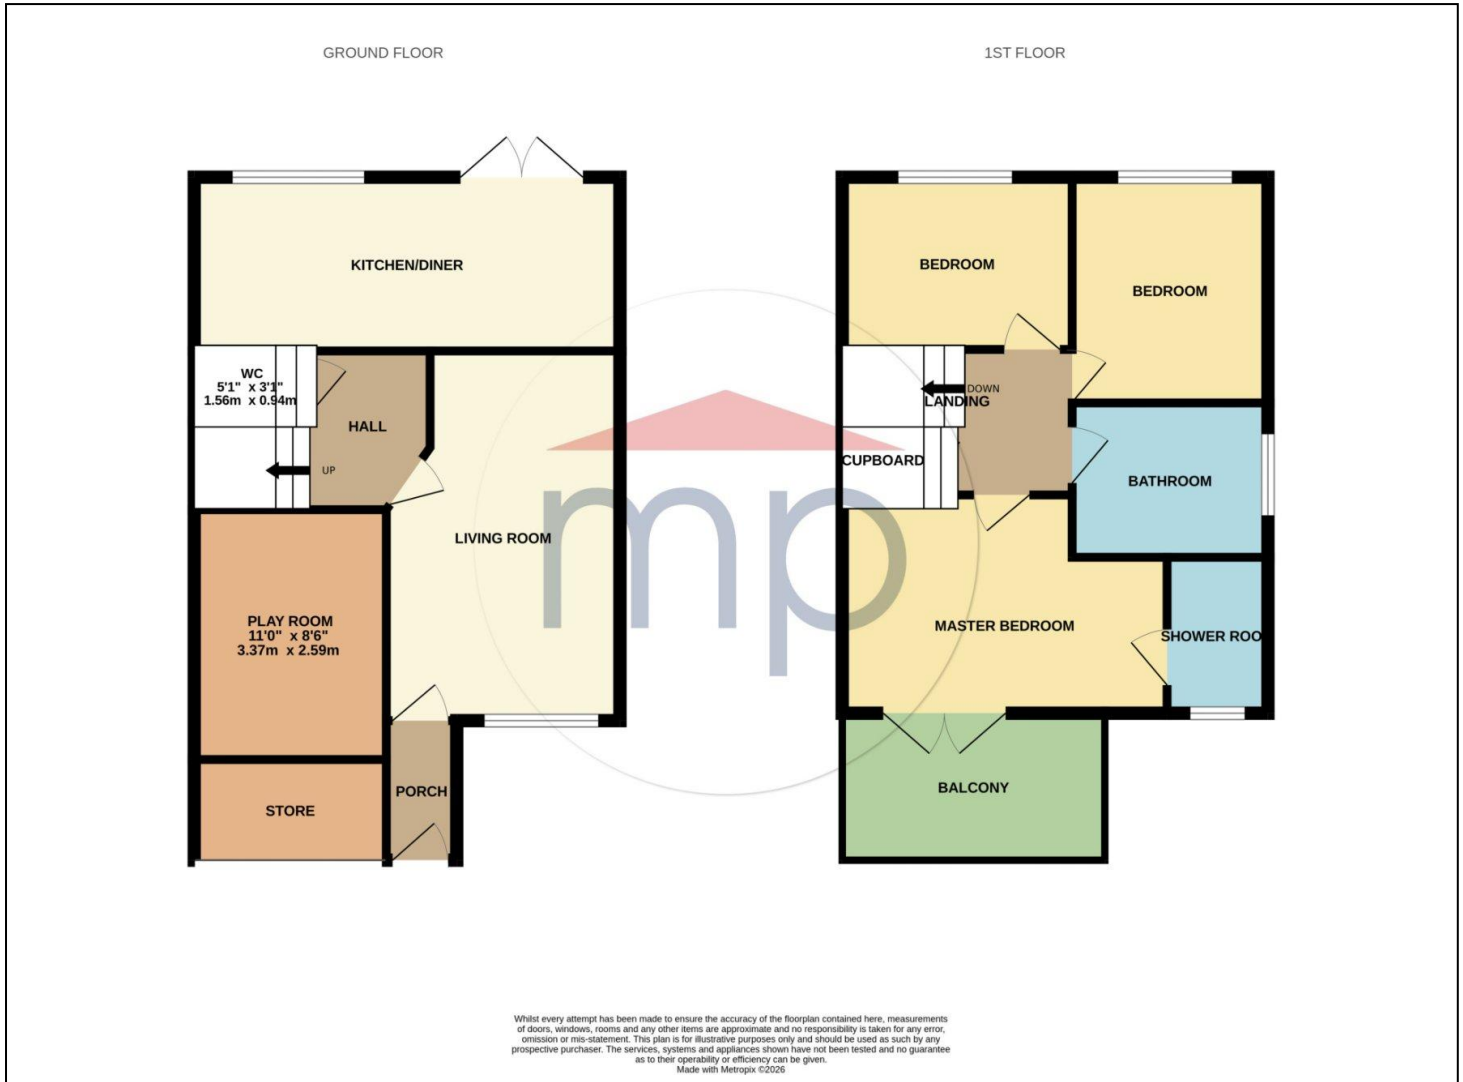 GROUND FLOOR
1ST FLOOR
KITCHEN/DINER
WC
5'1" x 3'1"
1.56m x 0.94m
HALL
UP
LIVING ROOM
PLAY ROOM
11'0" x 8'6"
3.37m x 2.59m
STORE
PORCH
BEDROOM
BEDROOM
DOWN
LANDING
CUPBOARD
BATHROOM
MASTER BEDROOM
SHOWER ROO
BALCONY
mp
Whilst every attempt has been made to ensure the accuracy of the floorplan contained here, measurements
of doors, windows, rooms and any other items are approximate and no responsibility is taken for any error,
omission or mis-statement. This plan is for illustrative purposes only and should be used as such by any
prospective purchaser. The services, systems and appliances shown have not been tested and no guarantee
as to their operability or efficiency can be given.
Made with Metropix ©2026